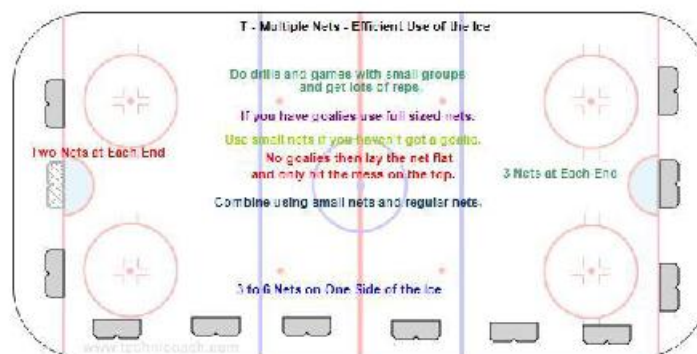 T - Multiple Nets - Efficient Use of the Ice
Do drills and games with small groups
and get lots of reps.
If you have goalies use full sized nets.
Use small nets if you haven't got a goalie.
Two Nets at Each End
No goalies then lay the net flat
and only hit the mess on the top.
3 Nets at Each End
Combine using small nets and regular nets.
3 to 6 Nets on One Side of the Ice